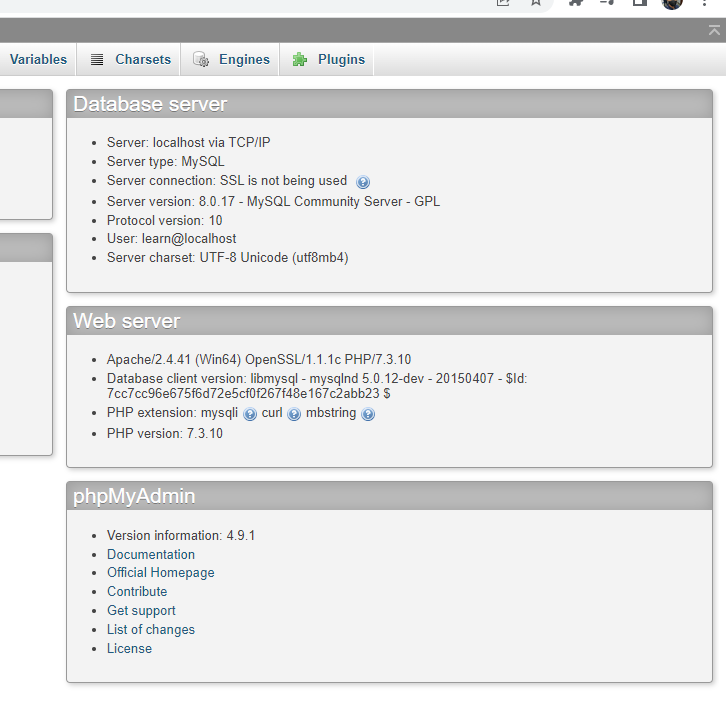 Variables Charsets Engines Plugins
Database server
Server: localhost via TCP/IP
Server type: MySQL
Server connection: SSL is not being used
Server version: 8.0.17 - MySQL Community Server - GPL
Protocol version: 10
User: learn@localhost
Server charset: UTF-8 Unicode (utf8mb4)
Web server
Apache/2.4.41 (Win64) OpenSSL/1.1.1c PHP/7.3.10
Database client version: libmysql - mysqlnd 5.0.12-dev - 20150407 - $Id:
7cc7cc96e675f6d72e5cf0f267f48e167c2abb23 $
PHP extension: mysqli curl mbstring
PHP version: 7.3.10
phpMyAdmin
Version information: 4.9.1
Documentation
Official Homepage
Contribute
Get support
List of changes
License